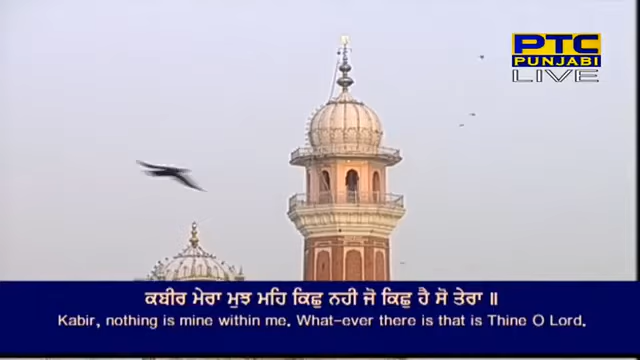 PTC
PUNJABI
LIVE
ਕਬੀਰ ਮੇਰਾ ਮੁਝ ਮਹਿ ਕਿਛੁ ਨਹੀ ਜੋ ਕਿਛੁ ਹੈ ਸੋ ਤੇਰਾ ॥
Kabir, nothing is mine within me. What-ever there is that is Thine O Lord.